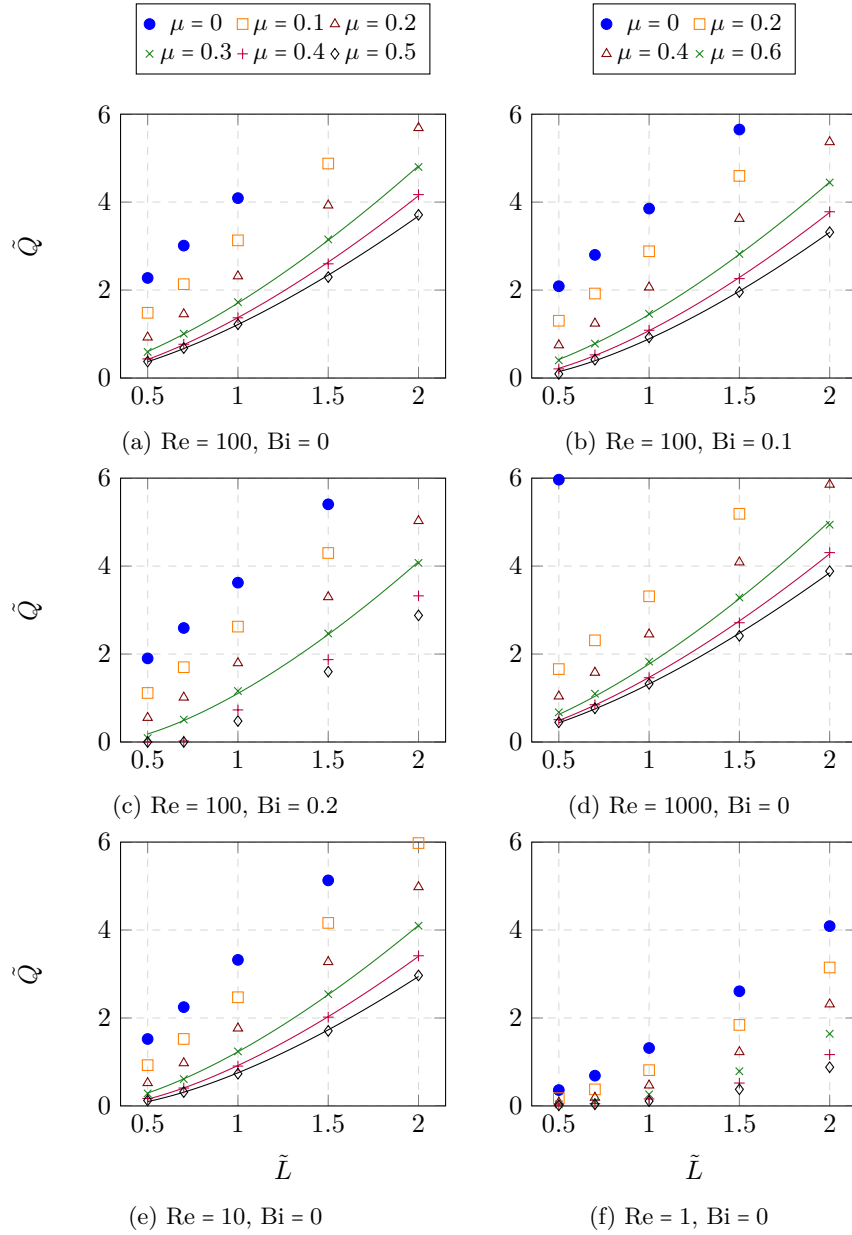 μ = 0 μ = 0.1 μ = 0.2
μ = 0.3 μ = 0.4 μ = 0.5
μ = 0 μ = 0.2
μ = 0.4 μ = 0.6
6
4
2
0
Q̃
0.5 1 1.5 2
(a) Re = 100, Bi = 0
6
4
2
0
0.5 1 1.5 2
(b) Re = 100, Bi = 0.1
6
4
2
0
Q̃
0.5 1 1.5 2
(c) Re = 100, Bi = 0.2
6
4
2
0
0.5 1 1.5 2
(d) Re = 1000, Bi = 0
6
4
2
0
Q̃
0.5 1 1.5 2
L̃
(e) Re = 10, Bi = 0
6
4
2
0
0.5 1 1.5 2
L̃
(f) Re = 1, Bi = 0